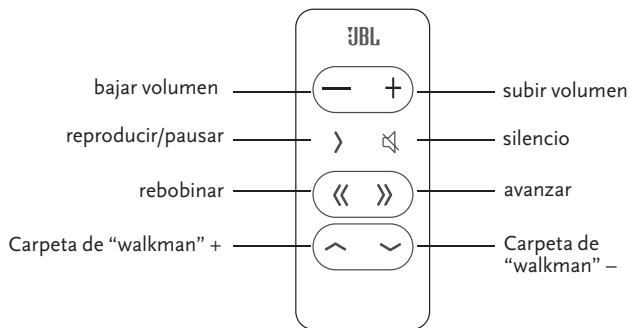 JBL
bajar volumen
subir volumen
reproducir/pausar
silencio
rebobinar
avanzar
Carpeta de “walkman” +
Carpeta de
“walkman” –